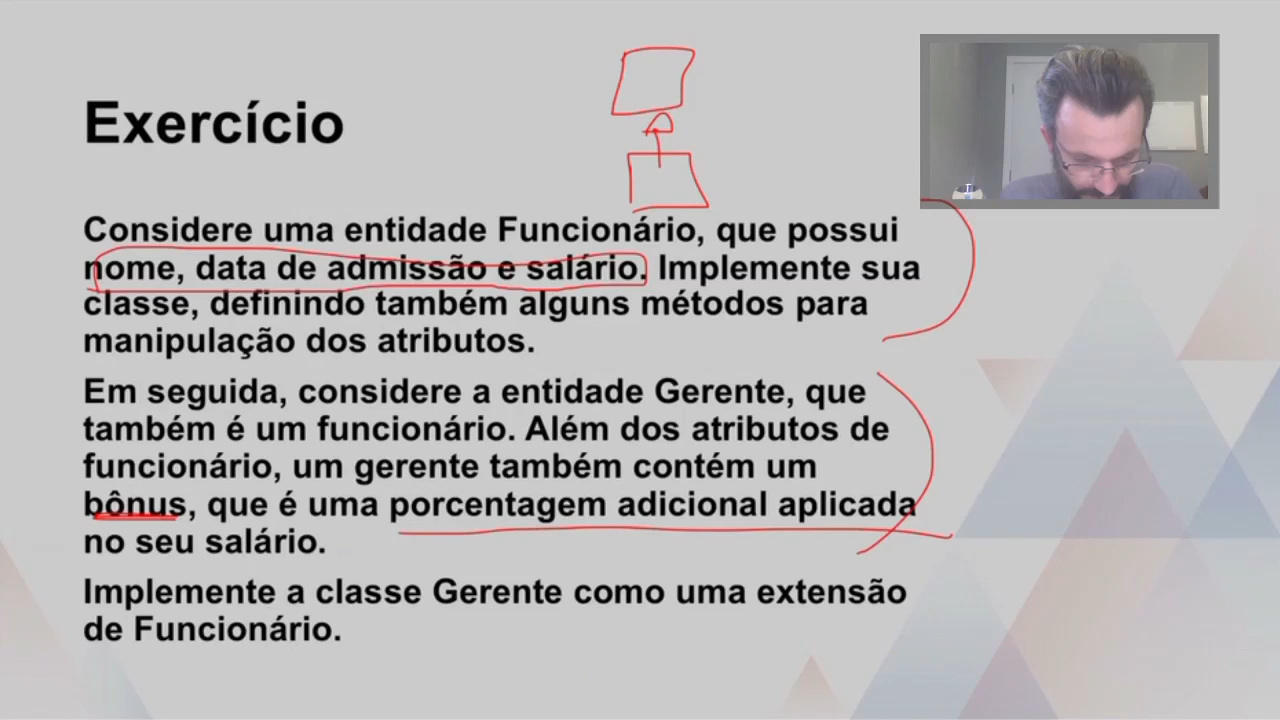 Exercício
Considere uma entidade Funcionário, que possui
nome, data de admissão e salário. Implemente sua
classe, definindo também alguns métodos para
manipulação dos atributos.
Em seguida, considere a entidade Gerente, que
também é um funcionário. Além dos atributos de
funcionário, um gerente também contém um
bônus, que é uma porcentagem adicional aplicada
no seu salário.
Implemente a classe Gerente como uma extensão
de Funcionário.